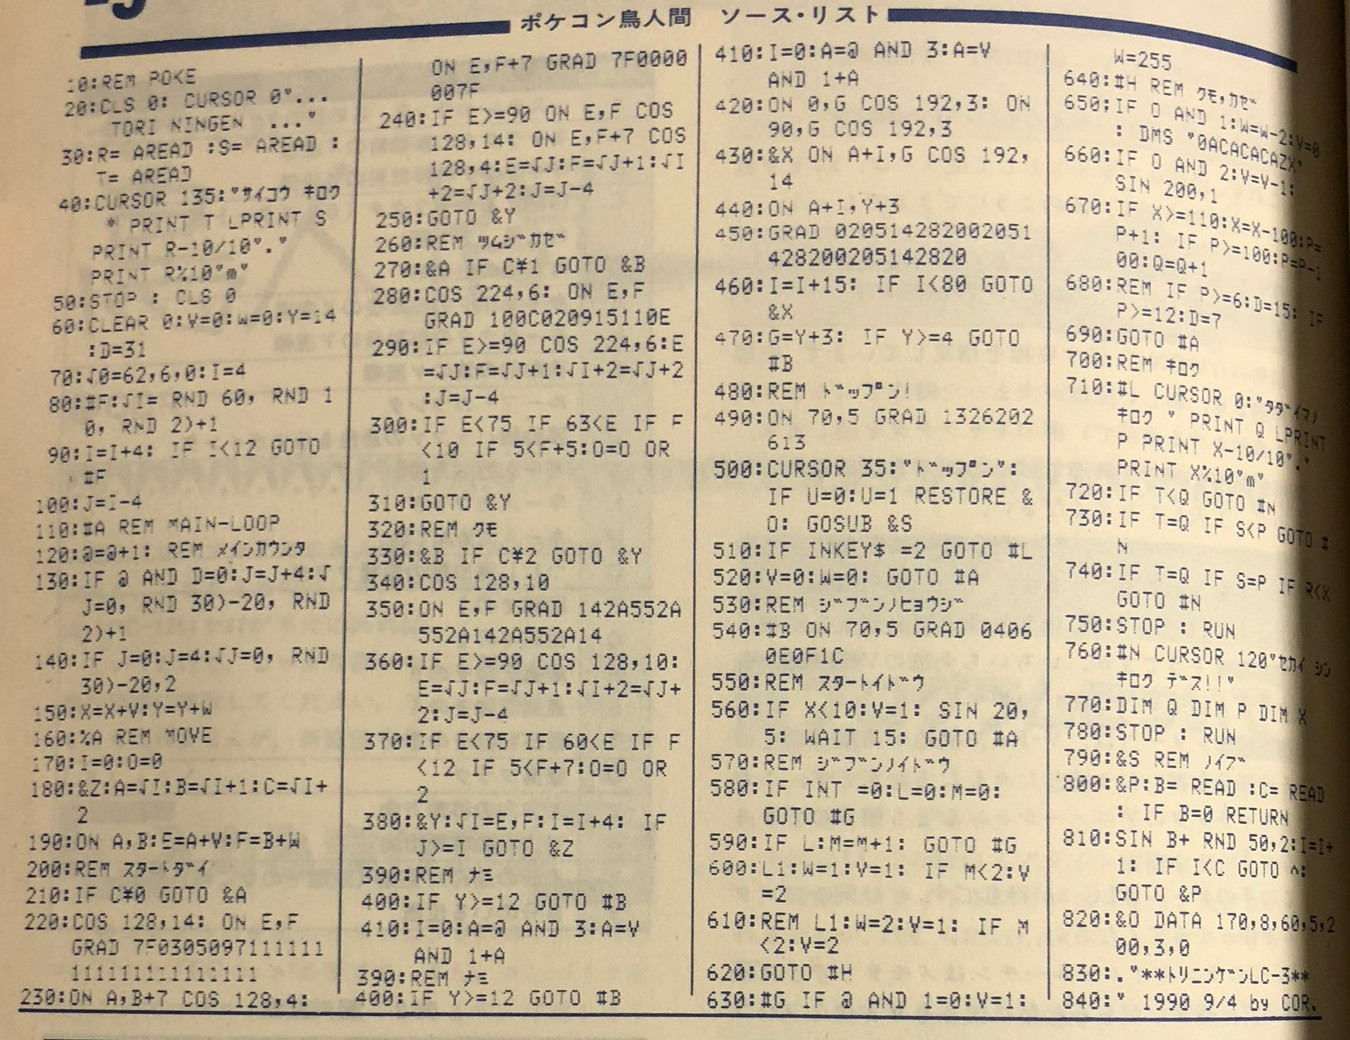 ポケコン鳥人間　ソース・リスト
10:REM POKE
20:CLS 0: CURSOR 0"...
TORI NINGEN ..."
30:R= AREAD :S= AREAD :
T= AREAD
40:CURSOR 135:"サイコウ キロク
" PRINT T LPRINT S
PRINT R-10/10"."
PRINT R%10"m"
50:STOP : CLS 0
60:CLEAR 0:V=0:W=0:Y=14
:D=31
70:√0=62,6,0:I=4
80:#F:√I= RND 60, RND 1
0, RND 2)+1
90:I=I+4: IF I<12 GOTO
#F
100:J=I-4
110:#A REM MAIN-LOOP
120:@=@+1: REM メインカウンタ
130:IF @ AND D=0:J=J+4:√
J=0, RND 30)-20, RND
2)+1
140:IF J=0:J=4:√J=0, RND
30)-20,2
150:X=X+V:Y=Y+W
160:%A REM MOVE
170:I=0:O=0
180:&Z:A=√I:B=√I+1:C=√I+
2
190:ON A,B:E=A+V:F=B+W
200:REM スタートダイ
210:IF C¥0 GOTO &A
220:COS 128,14: ON E,F
GRAD 7F0305097111111
11111111111111111
230:ON A,B+7 COS 128,4:
ON E,F+7 GRAD 7F0000
007F
240:IF E>=90 ON E,F COS
128,14: ON E,F+7 COS
128,4:E=√J:F=√J+1:√I
+2=√J+2:J=J-4
250:GOTO &Y
260:REM ツムジカゼ
270:&A IF C¥1 GOTO &B
280:COS 224,6: ON E,F
GRAD 100C020915110E
290:IF E>=90 COS 224,6:E
=√J:F=√J+1:√I+2=√J+2
:J=J-4
300:IF E<75 IF 63<E IF F
<10 IF 5<F+5:O=O OR
1
310:GOTO &Y
320:REM クモ
330:&B IF C¥2 GOTO &Y
340:COS 128,10
350:ON E,F GRAD 142A552A
552A142A552A14
360:IF E>=90 COS 128,10:
E=√J:F=√J+1:√I+2=√J+
2:J=J-4
370:IF E<75 IF 60<E IF F
<12 IF 5<F+7:O=O OR
2
380:&Y:√I=E,F:I=I+4: IF
J>=I GOTO &Z
390:REM ナミ
400:IF Y>=12 GOTO #B
410:I=0:A=@ AND 3:A=V
AND 1+A
390:REM ナミ
400:IF Y>=12 GOTO #B
410:I=0:A=@ AND 3:A=V
AND 1+A
420:ON 0,G COS 192,3: ON
90,G COS 192,3
430:&X ON A+I,G COS 192,
14
440:ON A+I,Y+3
450:GRAD 020514282002051
428200205142820
460:I=I+15: IF I<80 GOTO
&X
470:G=Y+3: IF Y>=4 GOTO
#B
480:REM ドップン!
490:ON 70,5 GRAD 1326202
613
500:CURSOR 35:"ドップン":
IF U=0:U=1 RESTORE &
O: GOSUB &S
510:IF INKEY$ =2 GOTO #L
520:V=0:W=0: GOTO #A
530:REM ジブンノヒョウジ
540:#B ON 70,5 GRAD 0406
0E0F1C
550:REM スタートイドウ
560:IF X<10:V=1: SIN 20,
5: WAIT 15: GOTO #A
570:REM ジブンノイドウ
580:IF INT =0:L=0:M=0:
GOTO #G
590:IF L:M=M+1: GOTO #G
600:L1:W=1:V=1: IF M<2:V
=2
610:REM L1:W=2:V=1: IF M
<2:V=2
620:GOTO #H
630:#G IF @ AND 1=0:V=1:
W=255
640:#H REM クモ,カゼ
650:IF O AND 1:W=W-2:V=0
: DMS "0ACACACAZX"
660:IF O AND 2:V=V-1:
SIN 200,1
670:IF X>=110:X=X-100:P=
P+1: IF P>=100:P=P-1
00:Q=Q+1
680:REM IF P>=6:D=15: IF
P>=12:D=7
690:GOTO #A
700:REM キロク
710:#L CURSOR 0:"タダイマノ
キロク " PRINT Q LPRINT
P PRINT X-10/10"."
PRINT X%10"m"
720:IF T<Q GOTO #N
730:IF T=Q IF S<P GOTO #
N
740:IF T=Q IF S=P IF R<X
GOTO #N
750:STOP : RUN
760:#N CURSOR 120"セカイ シン
キロク デス!!"
770:DIM Q DIM P DIM X
780:STOP : RUN
790:&S REM ノイズ
800:&P:B= READ :C= READ
: IF B=0 RETURN
810:SIN B+ RND 50,2:I=I+
1: IF I<C GOTO ^:
GOTO &P
820:&O DATA 170,8,60,5,2
00,3,0
830:."**トリニンゲンLC-3**
840:" 1990 9/4 by COR.